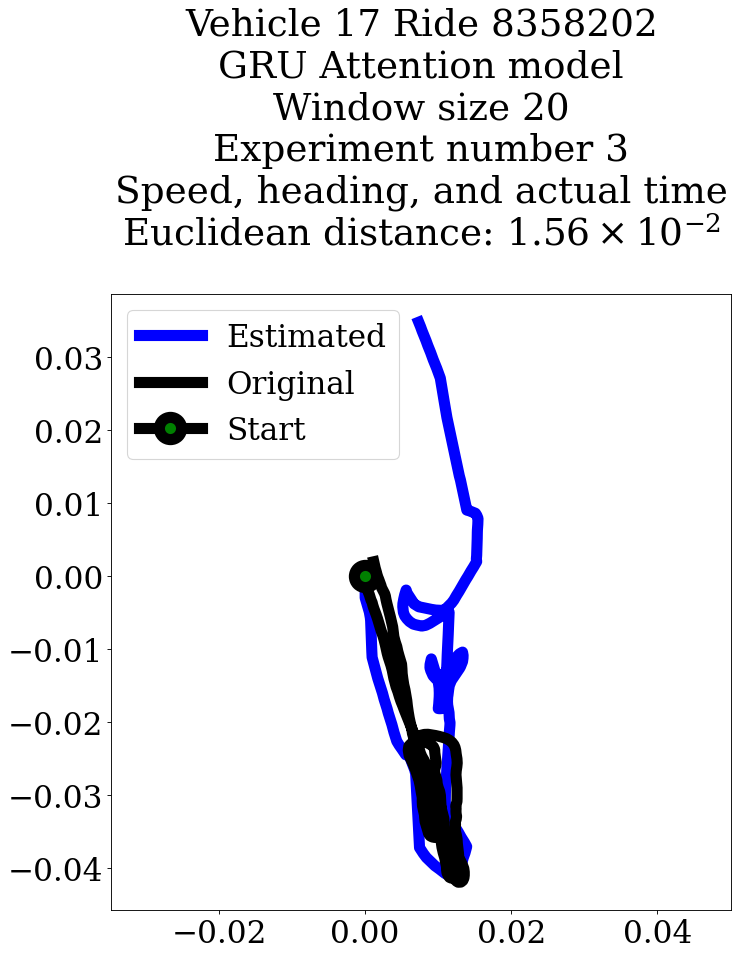 Vehicle 17 Ride 8358202
GRU Attention model
Window size 20
Experiment number 3
Speed, heading, and actual time
Euclidean distance: 1.56 × 10⁻²
Estimated
Original
Start
0.03
0.02
0.01
0.00
−0.01
−0.02
−0.03
−0.04
−0.02 0.00 0.02 0.04